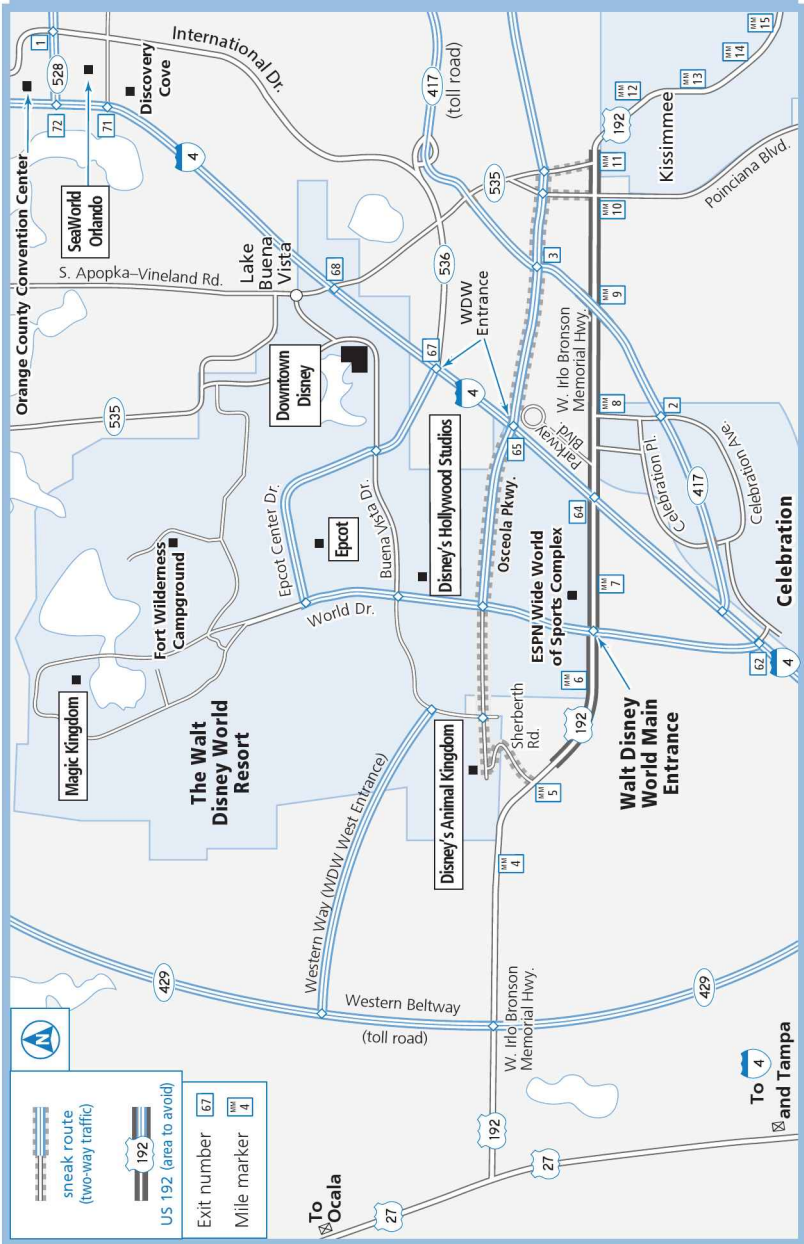 N
sneak route
(two-way traffic)
192
US 192 (area to avoid)
Exit number
67
Mile marker
MM
4
To
Ocala
27
27
192
To
4
and Tampa
429
Western Beltway
(toll road)
429
W. Irlo Bronson
Memorial Hwy.
Western Way (WDW West Entrance)
MM
4
MM
5
Magic Kingdom
The Walt
Disney World
Resort
Disney's Animal Kingdom
Sherberth
Rd.
192
Walt Disney
World Main
Entrance
MM
6
Fort Wilderness
Campground
World Dr.
Epcot Center Dr.
Epcot
Buena Vista Dr.
Disney's Hollywood Studios
Osceola Pkwy.
ESPN Wide World
of Sports Complex
MM
7
64
62
4
Celebration
Celebration Pl.
Celebration Ave.
417
2
MM
8
Parkway
Blvd.
65
4
67
WDW
Entrance
W. Irlo Bronson
Memorial Hwy.
MM
9
3
535
Downtown
Disney
Lake
Buena
Vista
68
536
S. Apopka–Vineland Rd.
535
MM
10
MM
11
192
Poinciana Blvd.
Kissimmee
MM
12
MM
13
MM
14
MM
15
417
(toll road)
4
International Dr.
Orange County Convention Center
SeaWorld
Orlando
Discovery
Cove
72
71
528
1